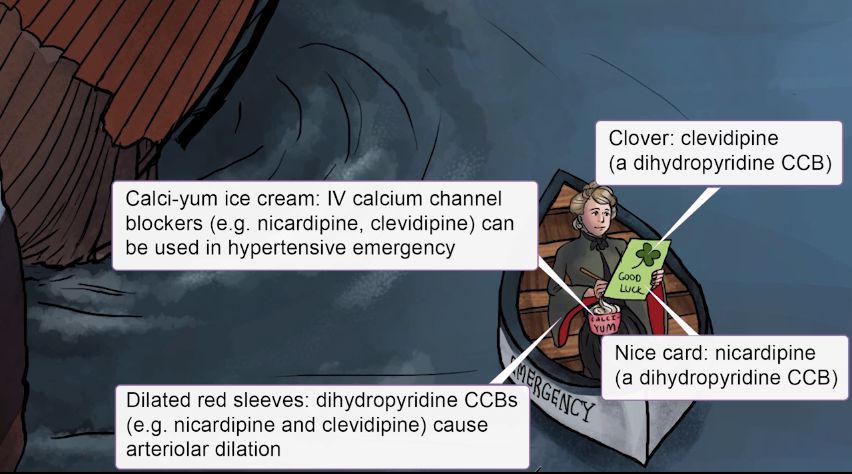 Clover: clevidipine
(a dihydropyridine CCB)
Calci-yum ice cream: IV calcium channel
blockers (e.g. nicardipine, clevidipine) can
be used in hypertensive emergency
GOOD
LUCK
CALCI-
YUM
Nice card: nicardipine
(a dihydropyridine CCB)
EMERGENCY
Dilated red sleeves: dihydropyridine CCBs
(e.g. nicardipine and clevidipine) cause
arteriolar dilation